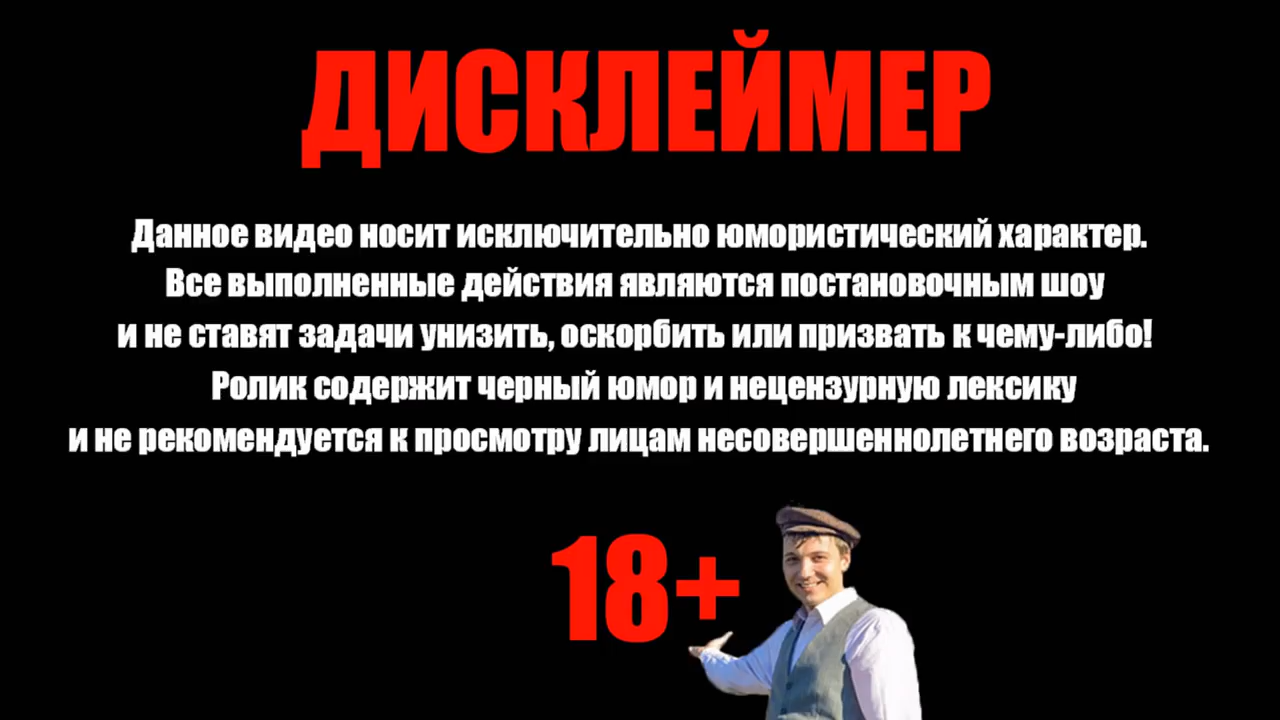 ДИСКЛЕЙМЕР
Данное видео носит исключительно юмористический характер.
Все выполненные действия являются постановочным шоу
и не ставят задачи унизить, оскорбить или призвать к чему-либо!
Ролик содержит черный юмор и нецензурную лексику
и не рекомендуется к просмотру лицам несовершеннолетнего возраста.
18+